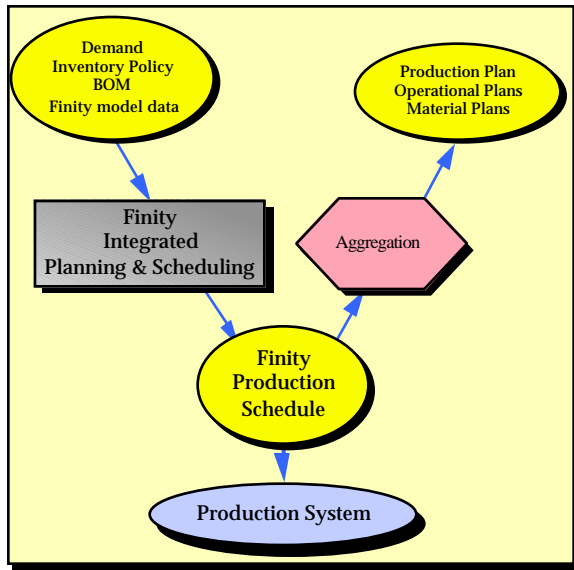 Demand
Inventory Policy
BOM
Finity model data
Production Plan
Operational Plans
Material Plans
Finity
Integrated
Planning & Scheduling
Aggregation
Finity
Production
Schedule
Production System